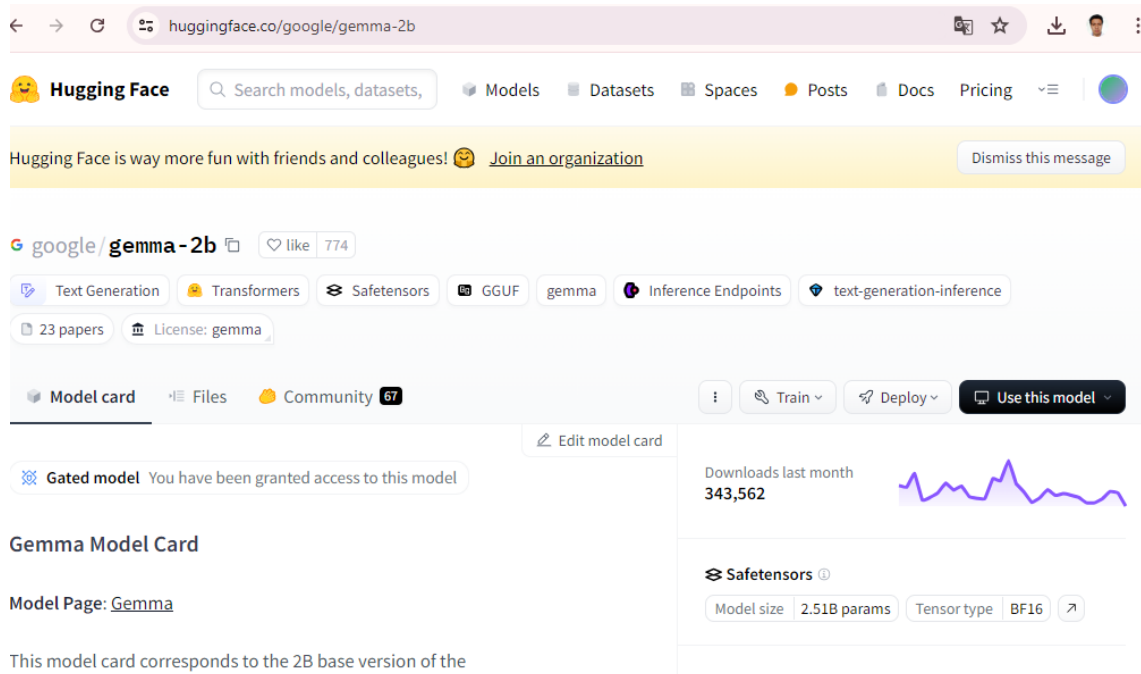 huggingface.co/google/gemma-2b
Hugging Face Search models, datasets, Models Datasets Spaces Posts Docs Pricing
Hugging Face is way more fun with friends and colleagues! 🤗 Join an organization Dismiss this message
google/gemma-2b like 774
Text Generation Transformers Safetensors GGUF gemma Inference Endpoints text-generation-inference
23 papers License: gemma
Model card Files Community 67 Train Deploy Use this model
Edit model card
Gated model You have been granted access to this model
Downloads last month
343,562
Gemma Model Card
Safetensors
Model Page: Gemma
Model size 2.51B params Tensor type BF16
This model card corresponds to the 2B base version of the